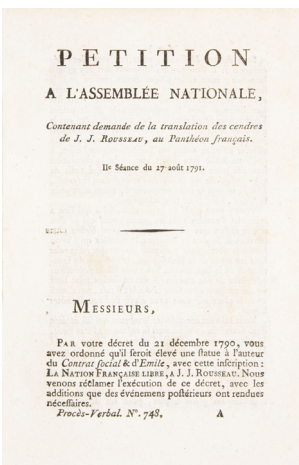 PETITION
A L'ASSEMBLÉE NATIONALE,
Contenant demande de la translation des cendres
de J. J. ROUSSEAU, au Panthéon français.
IIe Séance du 27 août 1791.
MESSIEURS,
PAR votre décret du 21 décembre 1790, vous
avez ordonné qu'il seroit élevé une ſtatue à l'auteur
du Contrat ſocial & d'Emile, avec cette inſcription :
LA NATION FRANÇAISE LIBRE, A J. J. ROUSSEAU. Nous
venons réclamer l'exécution de ce décret, avec les
additions que des événemens poſtérieurs ont rendues
néceſſaires.
Procès-Verbal. N°. 748. A